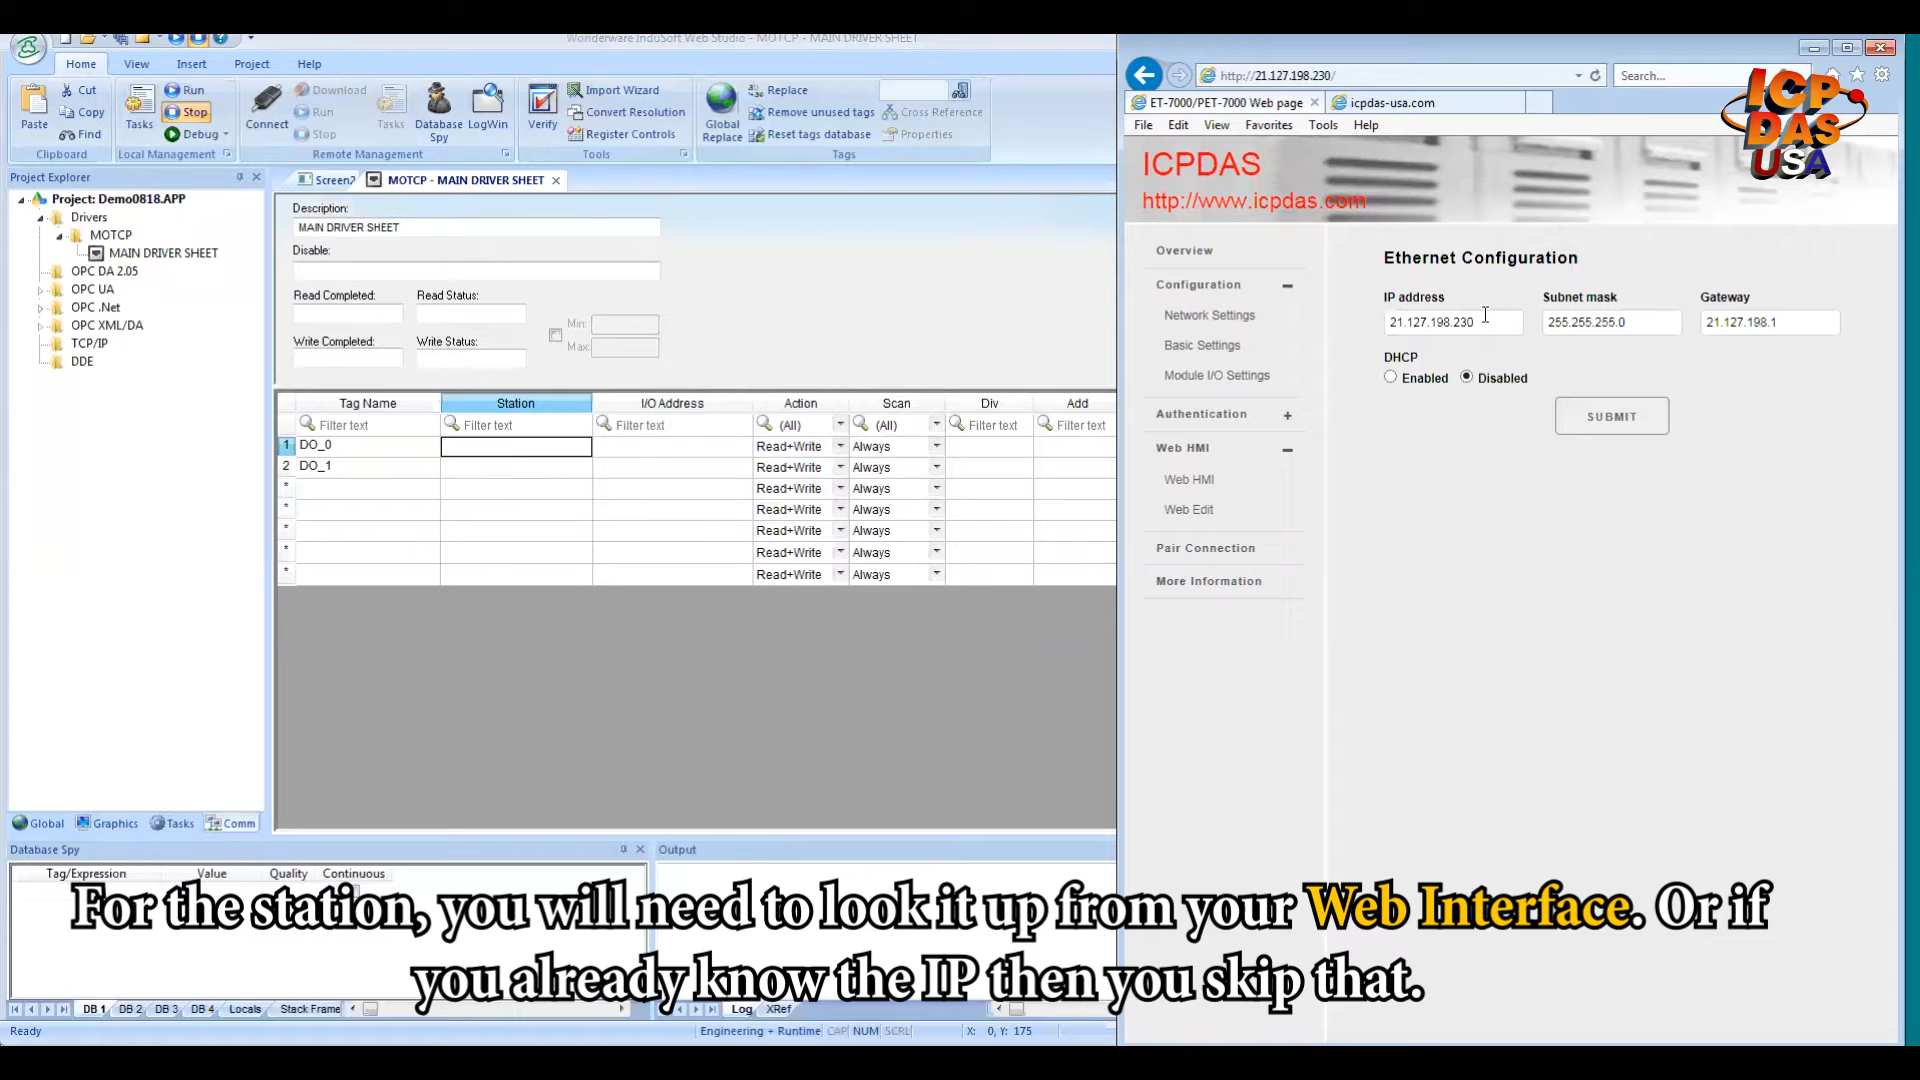 Wonderware InduSoft Web Studio - MOTCP - MAIN DRIVER SHEET
Home View Insert Project Help
Paste Cut Copy Find Clipboard
Tasks Run Stop Debug Local Management
Connect Download Run Stop Tasks Database Spy LogWin Remote Management
Verify Import Wizard Convert Resolution Register Controls Tools
Global Replace Replace Remove unused tags Reset tags database Cross Reference Properties Tags
Project Explorer
Project: Demo0818.APP
Drivers
MOTCP
MAIN DRIVER SHEET
OPC DA 2.05
OPC UA
OPC .Net
OPC XML/DA
TCP/IP
DDE
Global Graphics Tasks Comm
Screen2 MOTCP - MAIN DRIVER SHEET
Description:
MAIN DRIVER SHEET
Disable:
Read Completed: Read Status:
Write Completed: Write Status:
Min:
Max:
Tag Name Station I/O Address Action Scan Div Add
Filter text Filter text Filter text (All) (All) Filter text Filter text
1 DO_0 Read+Write Always
2 DO_1 Read+Write Always
* Read+Write Always
* Read+Write Always
* Read+Write Always
* Read+Write Always
* Read+Write Always
Database Spy
Tag/Expression Value Quality Continuous
DB 1 DB 2 DB 3 DB 4 Locals Stack Frame
Output
Log XRef
Ready Engineering + Runtime CAP NUM SCRL X: 0, Y: 175
http://21.127.198.230/
Search...
ET-7000/PET-7000 Web page icpdas-usa.com
File Edit View Favorites Tools Help
ICP DAS USA
ICPDAS
http://www.icpdas.com
Overview
Configuration
Network Settings
Basic Settings
Module I/O Settings
Authentication
Web HMI
Web HMI
Web Edit
Pair Connection
More Information
Ethernet Configuration
IP address Subnet mask Gateway
21.127.198.230 255.255.255.0 21.127.198.1
DHCP
Enabled Disabled
SUBMIT
For the station, you will need to look it up from your Web Interface. Or if
you already know the IP then you skip that.